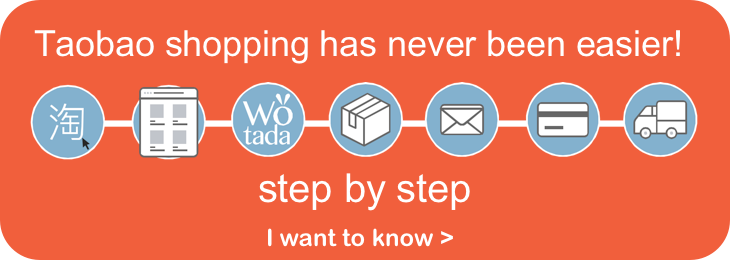 Taobao shopping has never been easier!
淘
Wo
tada
step by step
I want to know >